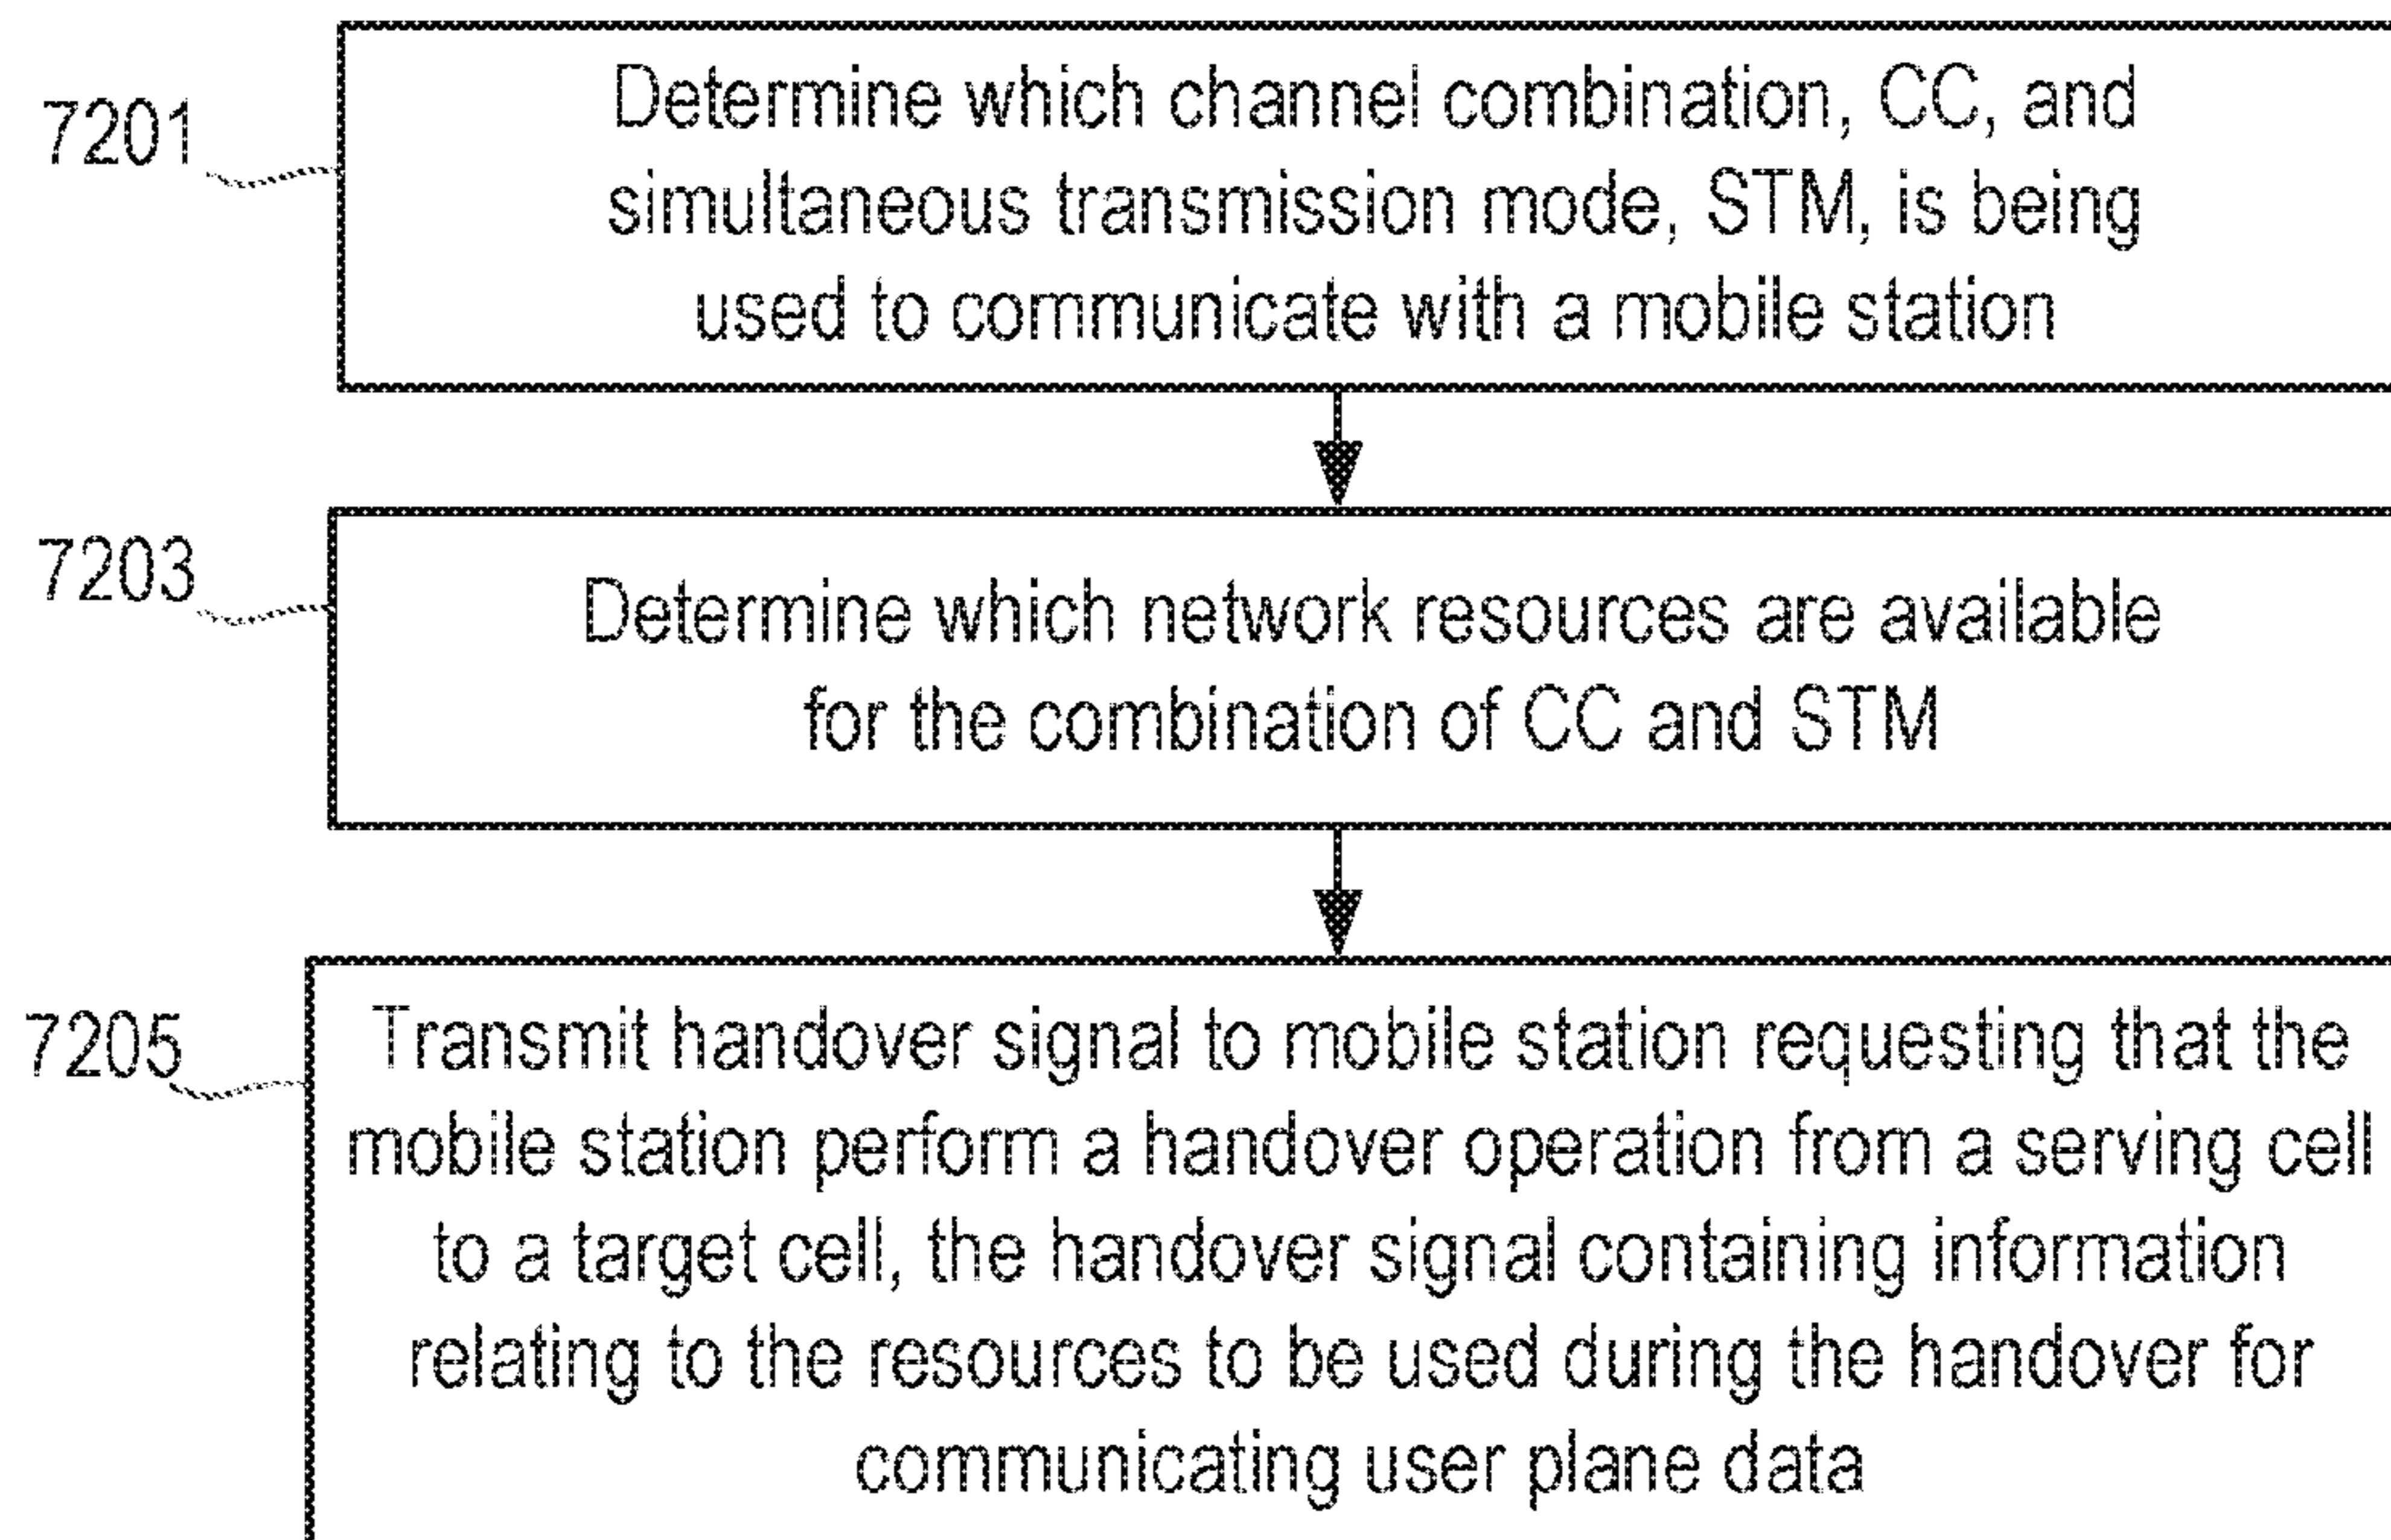 7201
Determine which channel combination, CC, and
simultaneous transmission mode, STM, is being
used to communicate with a mobile station
7203
Determine which network resources are available
for the combination of CC and STM
7205
Transmit handover signal to mobile station requesting that the
mobile station perform a handover operation from a serving cell
to a target cell, the handover signal containing information
relating to the resources to be used during the handover for
communicating user plane data